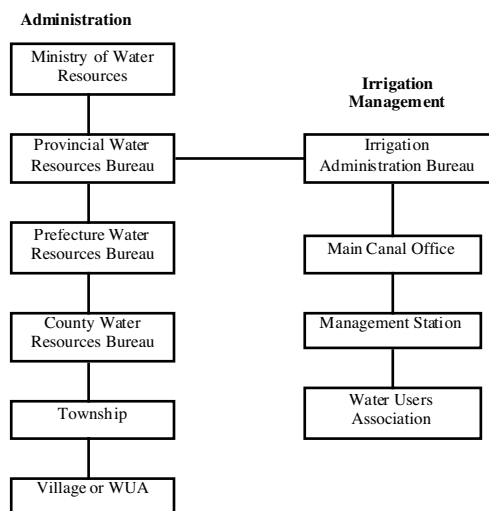 Administration
Ministry of Water
Resources
Provincial Water
Resources Bureau
Prefecture Water
Resources Bureau
County Water
Resources Bureau
Township
Village or WUA
Irrigation
Management
Irrigation
Administration Bureau
Main Canal Office
Management Station
Water Users
Association